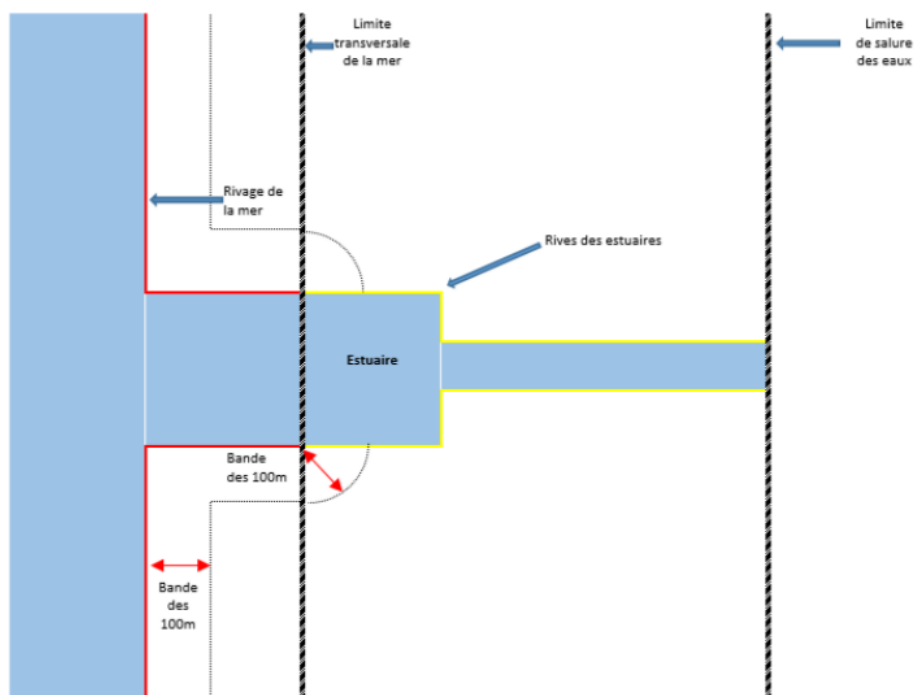 Limite
transversale
de la mer
Limite
de salure
des eaux
Rivage de
la mer
Rives des estuaires
Estuaire
Bande
des 100m
Bande
des
100m